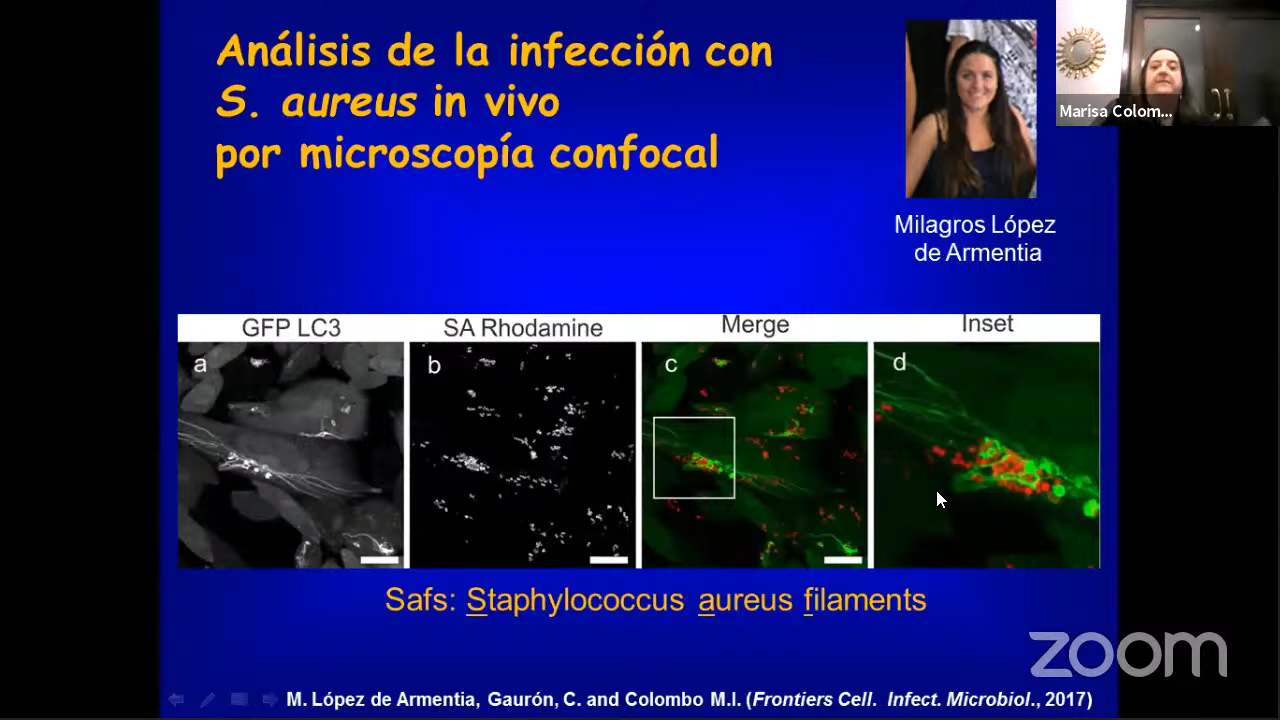 Análisis de la infección con
S. aureus in vivo
por microscopía confocal
Marisa Colom...
Milagros López
de Armentia
GFP LC3
SA Rhodamine
Merge
Inset
a
b
c
d
Safs: Staphylococcus aureus filaments
zoom
M. López de Armentia, Gaurón, C. and Colombo M.I. (Frontiers Cell. Infect. Microbiol., 2017)